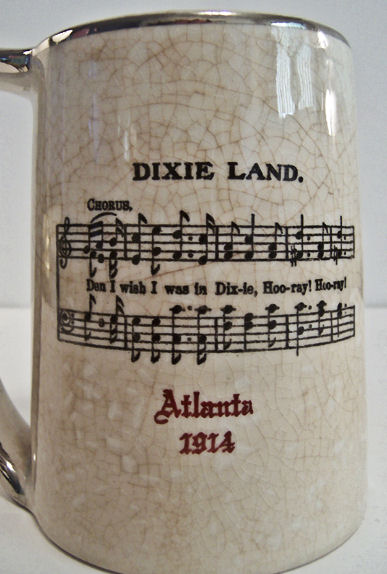 DIXIE LAND.
CHORUS.
Den I wish I was in Dix-ie, Hoo-ray! Hoo-ray!
Atlanta
1914